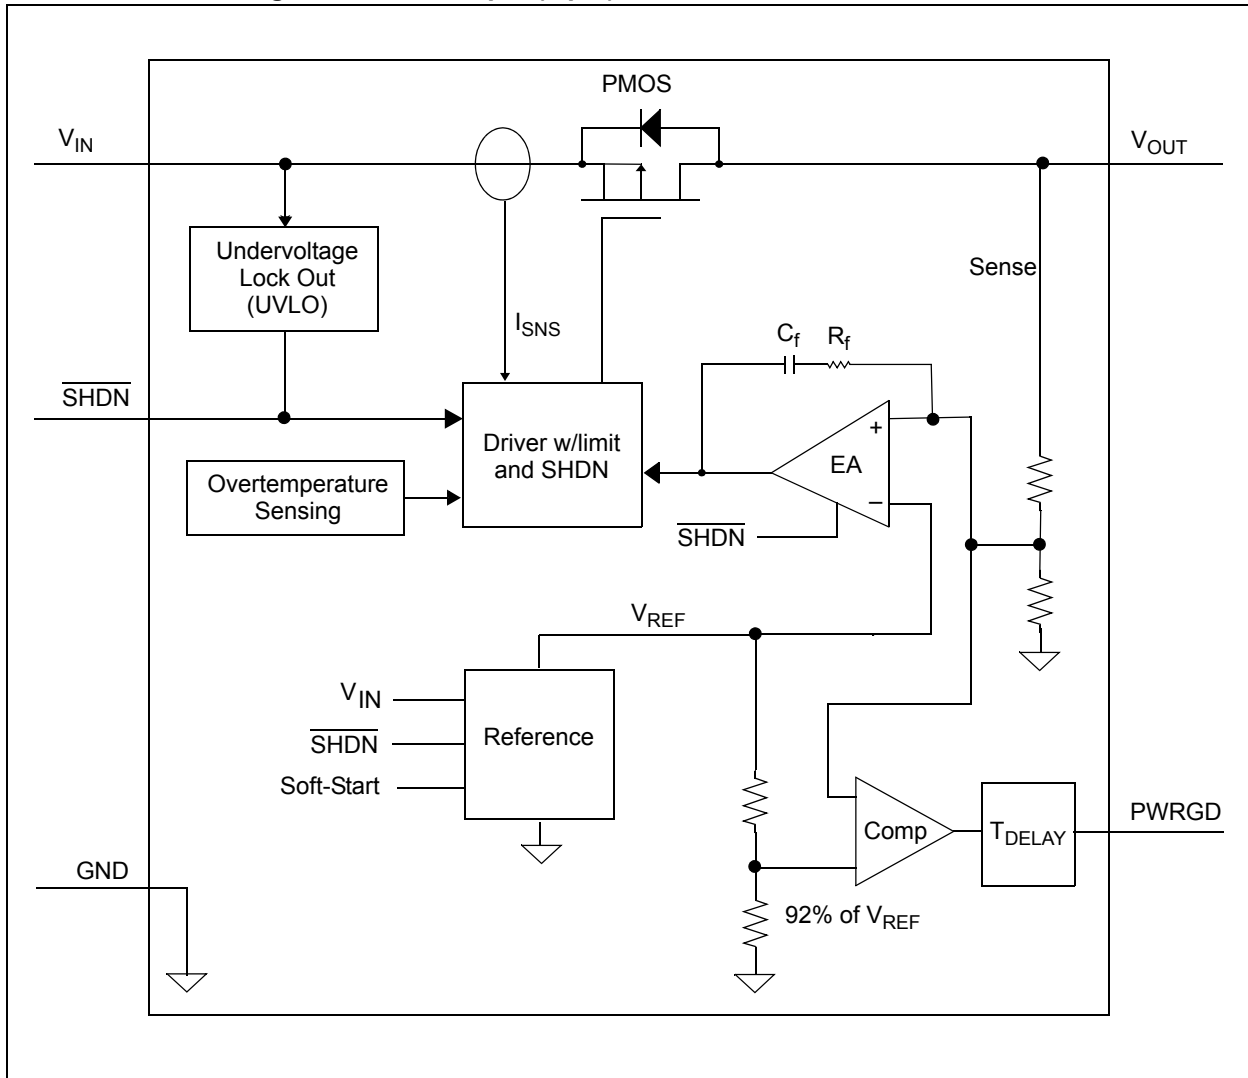 PMOS
V_IN
V_OUT
Undervoltage
Lock Out
(UVLO)
Sense
I_SNS
C_f
R_f
SHDN
Driver w/limit
and SHDN
+
EA
−
Overtemperature
Sensing
SHDN
V_REF
V_IN
SHDN
Soft-Start
Reference
Comp
T_DELAY
PWRGD
GND
92% of V_REF